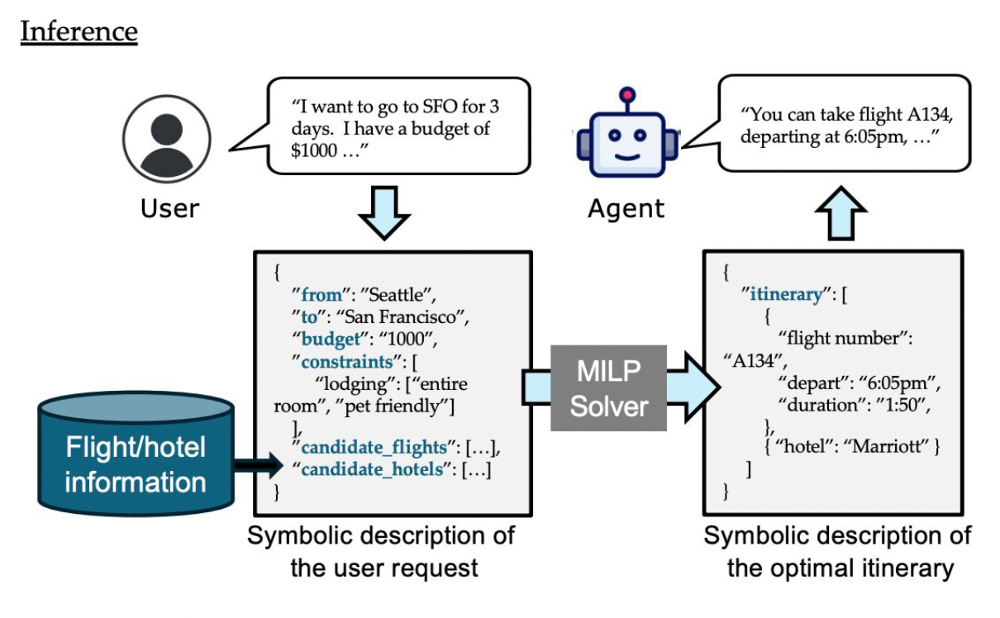 Inference
“I want to go to SFO for 3
days.  I have a budget of
$1000 …”
User
“You can take flight A134,
departing at 6:05pm, …”
Agent
Flight/hotel
information
{
”from”: ”Seattle”,
”to”: “San Francisco”,
“budget”: “1000”,
”constraints”: [
“lodging”: [“entire
room”, ”pet friendly”]
],
“candidate_flights”: […],
“candidate_hotels”: […]
}
Symbolic description of
the user request
MILP
Solver
{
”itinerary”: [
{
“flight number”:
“A134”,
”depart”: “6:05pm”,
“duration”: ”1:50”,
},
{ “hotel”: “Marriott” }
]
}
Symbolic description of
the optimal itinerary